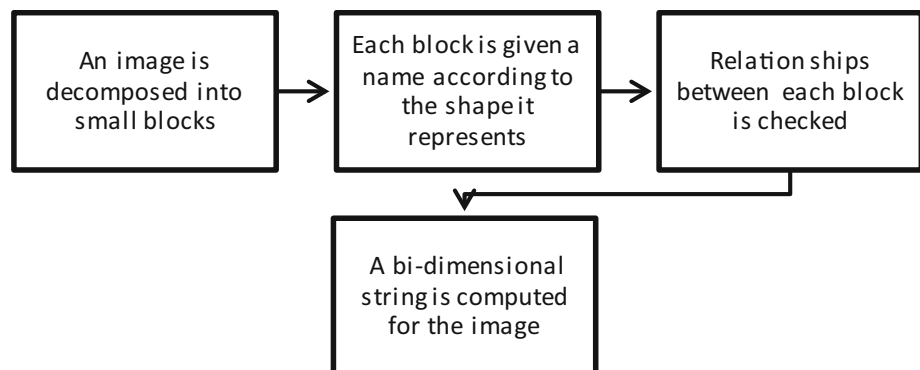 An image is
decomposed into
small blocks
Each block is given a
name according to
the shape it
represents
Relation ships
between each block
is checked
A bi-dimensional
string is computed
for the image